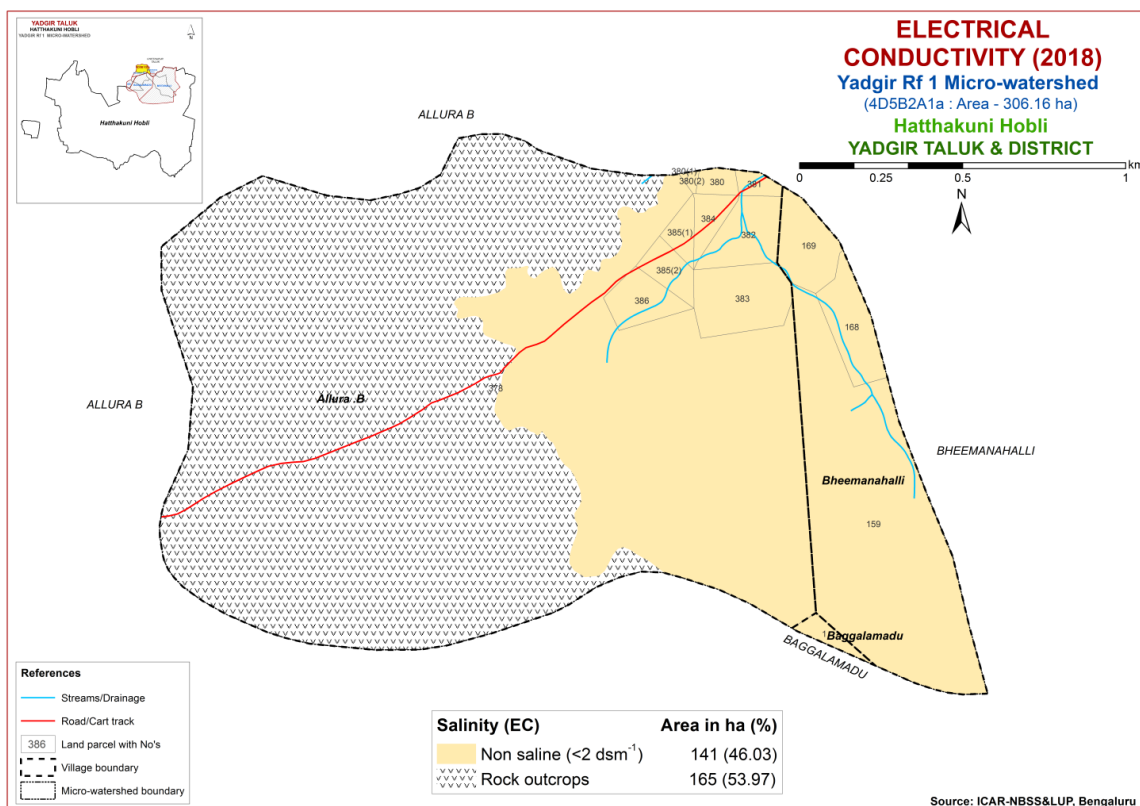 YADGIR TALUK
HATTHAKUNI HOBLI
YADGIR Rf 1 MICRO-WATERSHED
N
Hatthakuni Hobli
ELECTRICAL
CONDUCTIVITY (2018)
Yadgir Rf 1 Micro-watershed
(4D5B2A1a : Area - 306.16 ha)
Hatthakuni Hobli
YADGIR TALUK & DISTRICT
km
0 0.25 0.5 1
N
ALLURA B
380(1)
380(2)
380
381
384
385(1)
382
169
385(2)
386
383
168
378
Allura .B
ALLURA B
BHEEMANAHALLI
Bheemanahalli
159
1
Baggalamadu
BAGGALAMADU
References
Streams/Drainage
Road/Cart track
386 Land parcel with No's
Village boundary
Micro-watershed boundary
Salinity (EC) Area in ha (%)
Non saline (<2 dsm⁻¹) 141 (46.03)
Rock outcrops 165 (53.97)
Source: ICAR-NBSS&LUP, Bengaluru